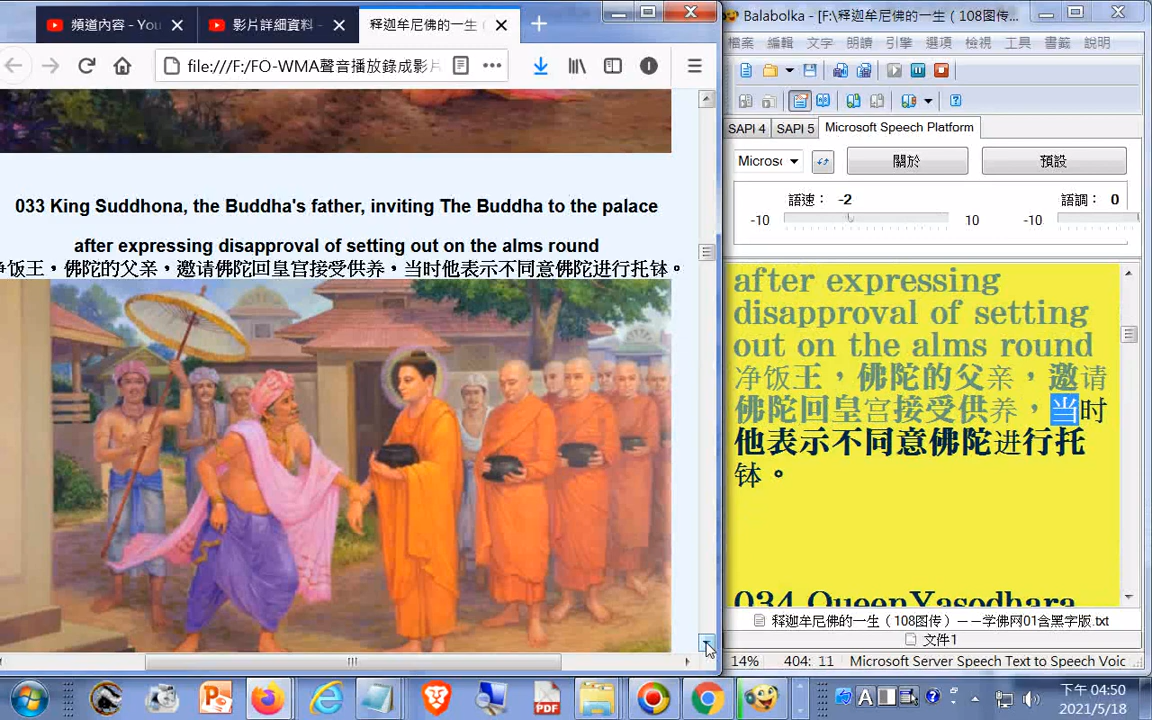 頻道內容 - You
影片詳細資料 -
释迦牟尼佛的一生（
file:///F:/FO-WMA聲音播放錄成影片
033 King Suddhona, the Buddha's father, inviting The Buddha to the palace
after expressing disapproval of setting out on the alms round
净饭王，佛陀的父亲，邀请佛陀回皇宫接受供养，当时他表示不同意佛陀进行托钵。
Balabolka - [F:\释迦牟尼佛的一生（108图传...
檔案 編輯 文字 朗讀 引擎 選項 檢視 工具 書籤 說明
SAPI 4 SAPI 5 Microsoft Speech Platform
Microsc 關於 預設
語速： -2 語調： 0
-10 10 -10
after expressing
disapproval of setting
out on the alms round
净饭王，佛陀的父亲，邀请
佛陀回皇宫接受供养，当时
他表示不同意佛陀进行托
钵。
034 QueenYasodhara
释迦牟尼佛的一生（108图传）－－学佛网01含黑字版.txt
文件1
14% 404: 11 Microsoft Server Speech Text to Speech Voic
PDF
A
下午 04:50
2021/5/18